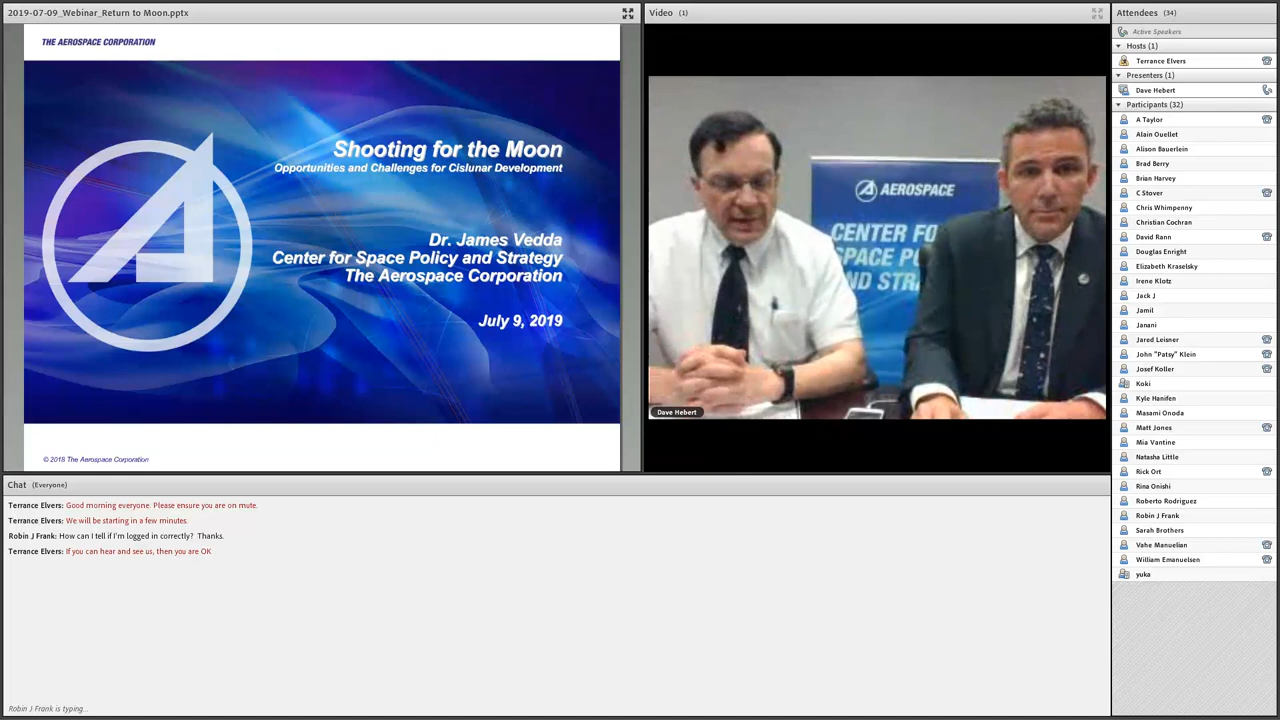 2019-07-09_Webinar_Return to Moon.pptx
THE AEROSPACE CORPORATION
Shooting for the Moon
Opportunities and Challenges for Cislunar Development
Dr. James Vedda
Center for Space Policy and Strategy
The Aerospace Corporation
July 9, 2019
© 2018 The Aerospace Corporation
Video (1)
AEROSPACE
CENTER FO
SPACE PO
AND STRA
Dave Hebert
Chat (Everyone)
Terrance Elvers: Good morning everyone. Please ensure you are on mute.
Terrance Elvers: We will be starting in a few minutes.
Robin J Frank: How can I tell if I'm logged in correctly? Thanks.
Terrance Elvers: If you can hear and see us, then you are OK
Robin J Frank is typing...
Attendees (34)
Active Speakers
Hosts (1)
Terrance Elvers
Presenters (1)
Dave Hebert
Participants (32)
A Taylor
Alain Ouellet
Alison Bauerlein
Brad Berry
Brian Harvey
C Stover
Chris Whimpenny
Christian Cochran
David Rann
Douglas Enright
Elizabeth Kraselsky
Irene Klotz
Jack J
Jamil
Janani
Jared Leisner
John "Patsy" Klein
Josef Koller
Koki
Kyle Hanifen
Masami Onoda
Matt Jones
Mia Vantine
Natasha Little
Rick Ort
Rina Onishi
Roberto Rodriguez
Robin J Frank
Sarah Brothers
Vahe Manuelian
William Emanuelsen
yuka